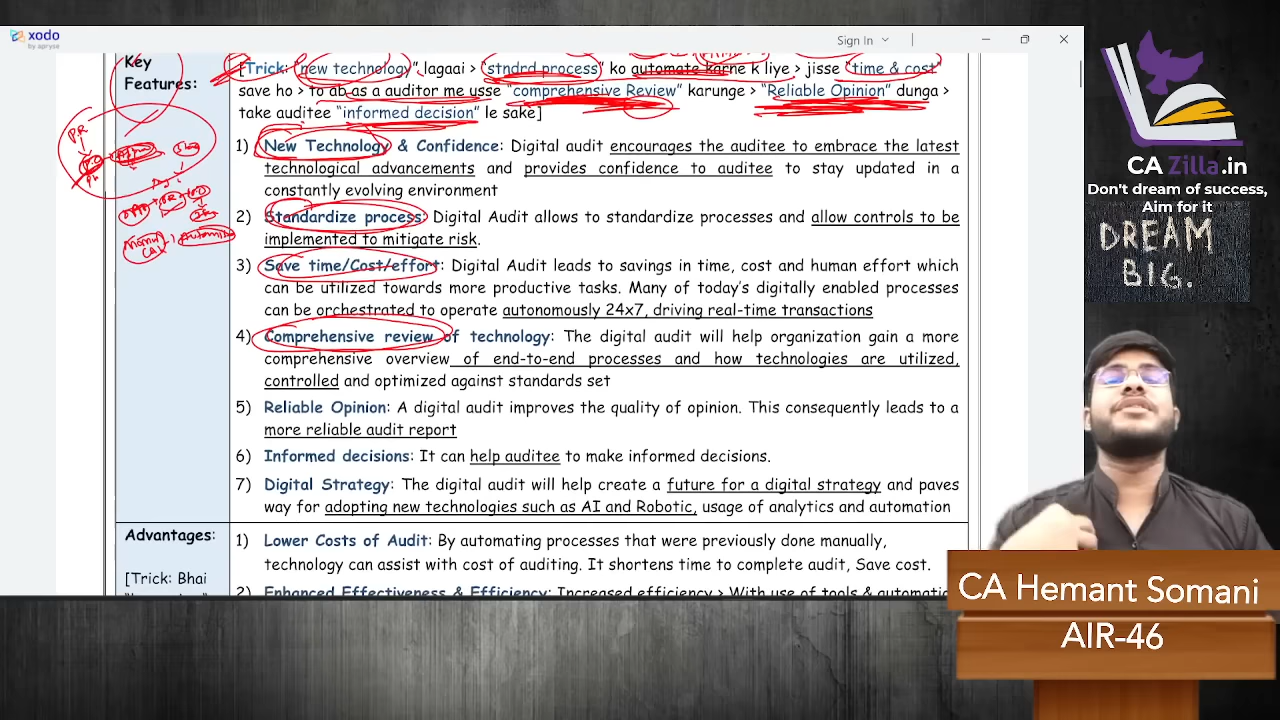 xodo
by apryse
Sign In
Key
Features:
[Trick: "new technology" lagaai > "stndrd process" ko automate karne k liye > jisse "time & cost"
save ho > to ab as a auditor me usse "comprehensive Review" karunge > "Reliable Opinion" dunga >
take auditee "informed decision" le sake]
1) New Technology & Confidence: Digital audit encourages the auditee to embrace the latest
technological advancements and provides confidence to auditee to stay updated in a
constantly evolving environment
2) Standardize process: Digital Audit allows to standardize processes and allow controls to be
implemented to mitigate risk.
3) Save time/Cost/effort: Digital Audit leads to savings in time, cost and human effort which
can be utilized towards more productive tasks. Many of today's digitally enabled processes
can be orchestrated to operate autonomously 24x7, driving real-time transactions
4) Comprehensive review of technology: The digital audit will help organization gain a more
comprehensive overview of end-to-end processes and how technologies are utilized,
controlled and optimized against standards set
5) Reliable Opinion: A digital audit improves the quality of opinion. This consequently leads to a
more reliable audit report
6) Informed decisions: It can help auditee to make informed decisions.
7) Digital Strategy: The digital audit will help create a future for a digital strategy and paves
way for adopting new technologies such as AI and Robotic, usage of analytics and automation
Advantages:
[Trick: Bhai
1) Lower Costs of Audit: By automating processes that were previously done manually,
technology can assist with cost of auditing. It shortens time to complete audit, Save cost.
2) Enhanced Effectiveness & Efficiency: Increased efficiency > With use of tools & automation
P.R
CA Zilla.in
Don't dream of success,
Aim for it
DREAM
BIG.
CA Hemant Somani
AIR-46